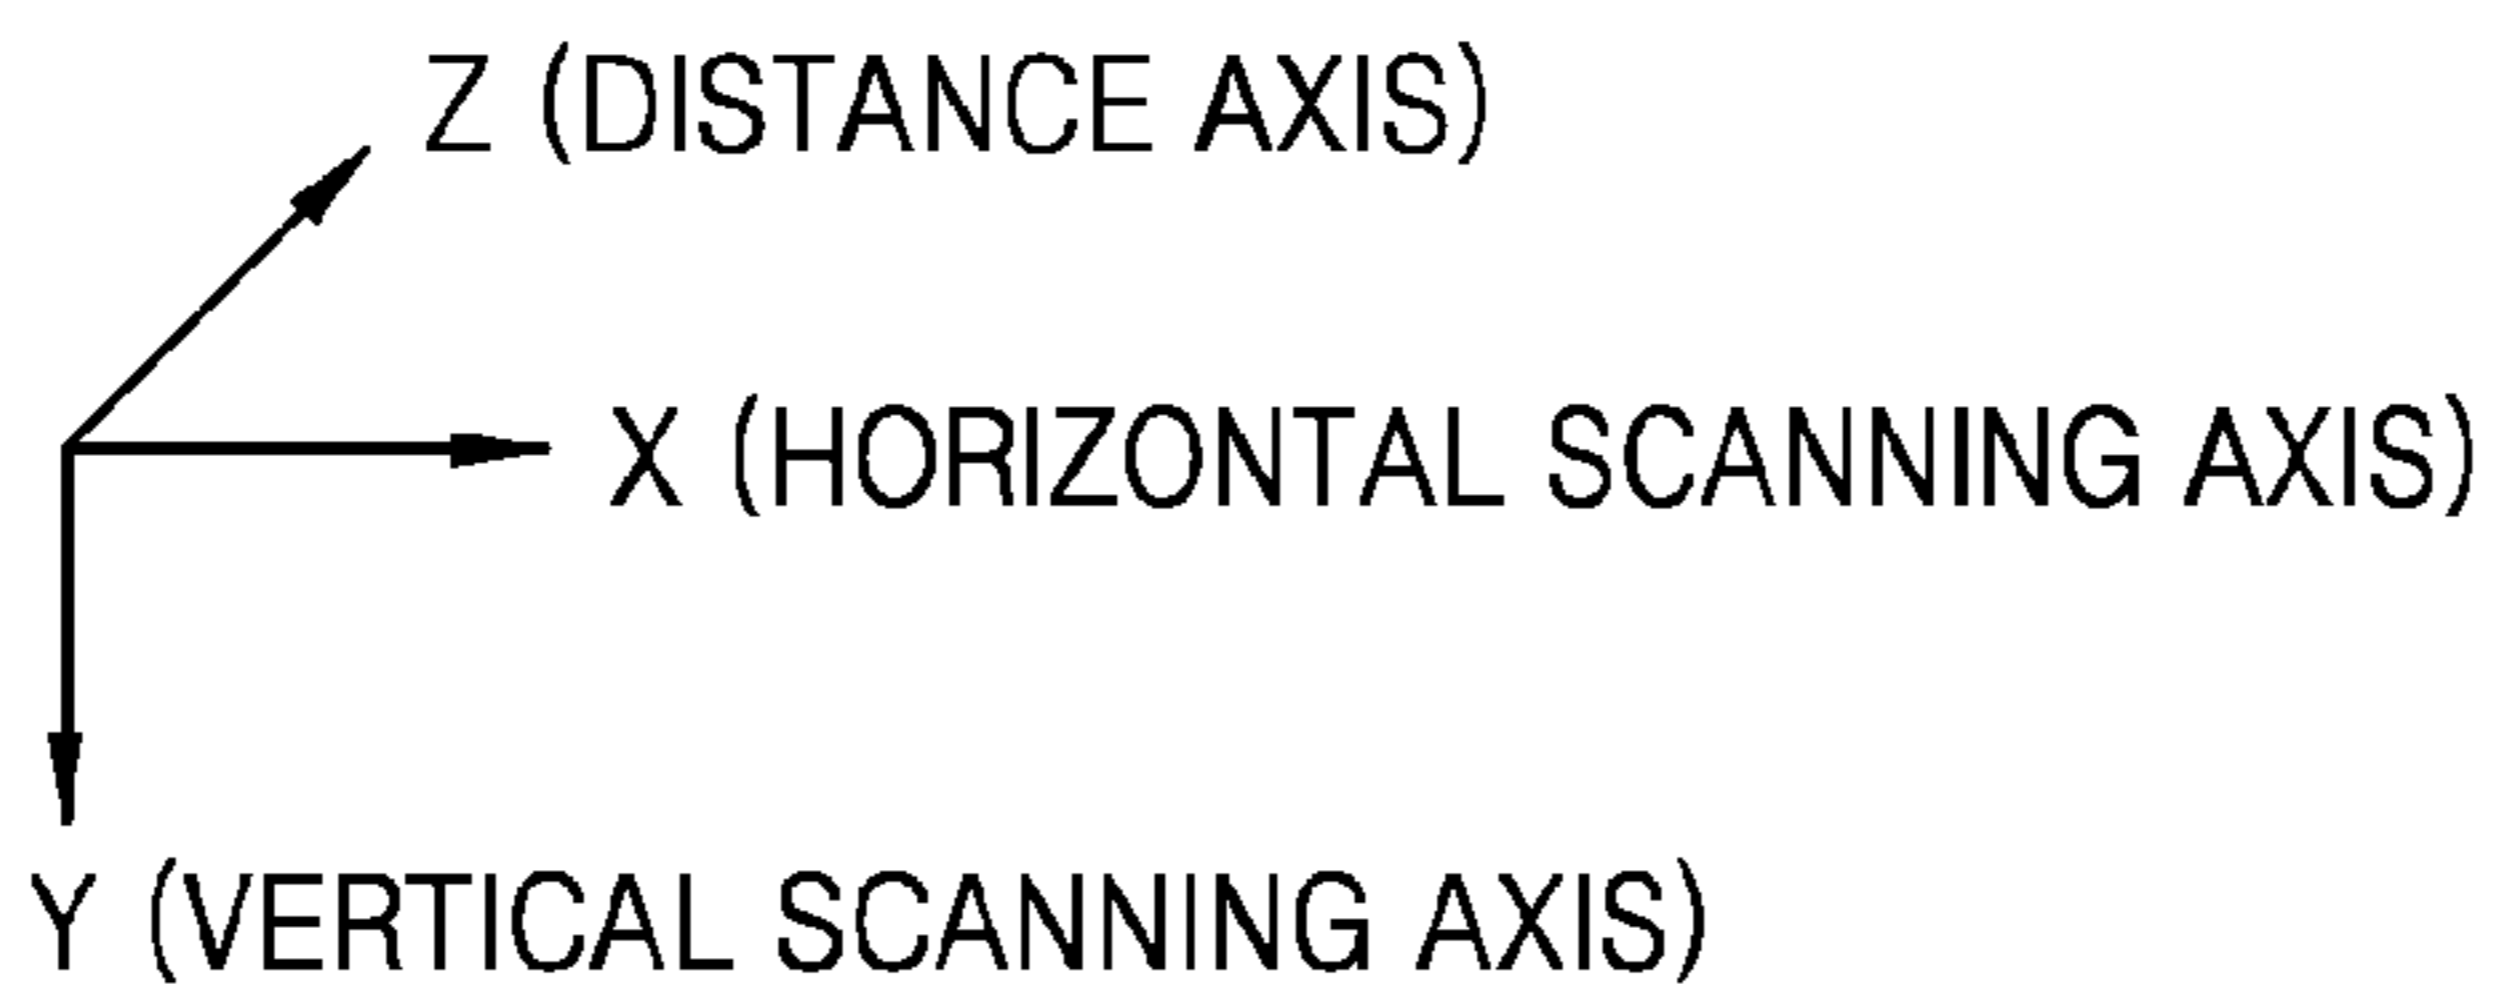 Z (DISTANCE AXIS)
X (HORIZONTAL SCANNING AXIS)
Y (VERTICAL SCANNING AXIS)